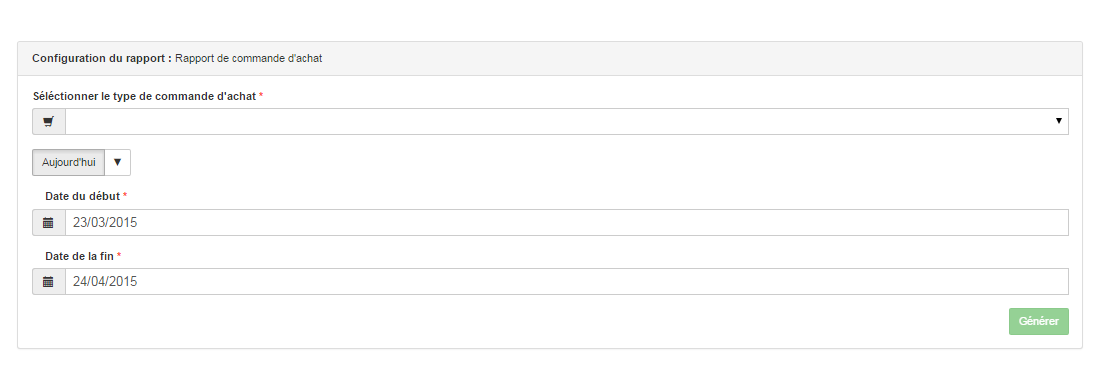 Configuration du rapport : Rapport de commande d'achat
Séléctionner le type de commande d'achat *
Aujourd'hui ▼
Date du début *
23/03/2015
Date de la fin *
24/04/2015
Générer